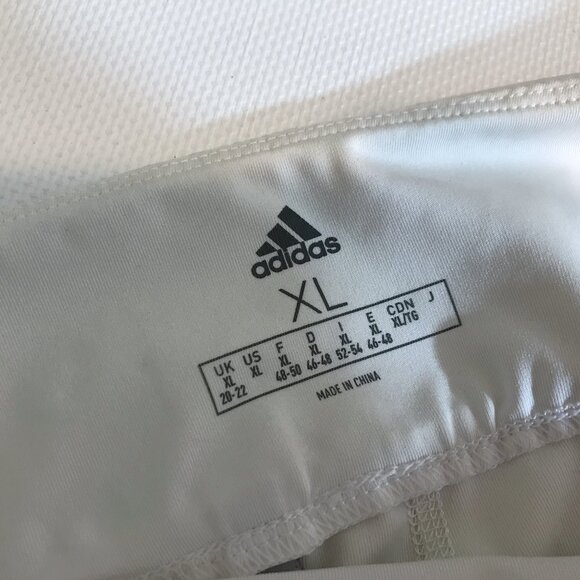 adidas
XL
UK US F D I E CDN J
XL XL XL XL XL XL XL/TG
20-22 48-50 46-48 52-54 46-48
MADE IN CHINA